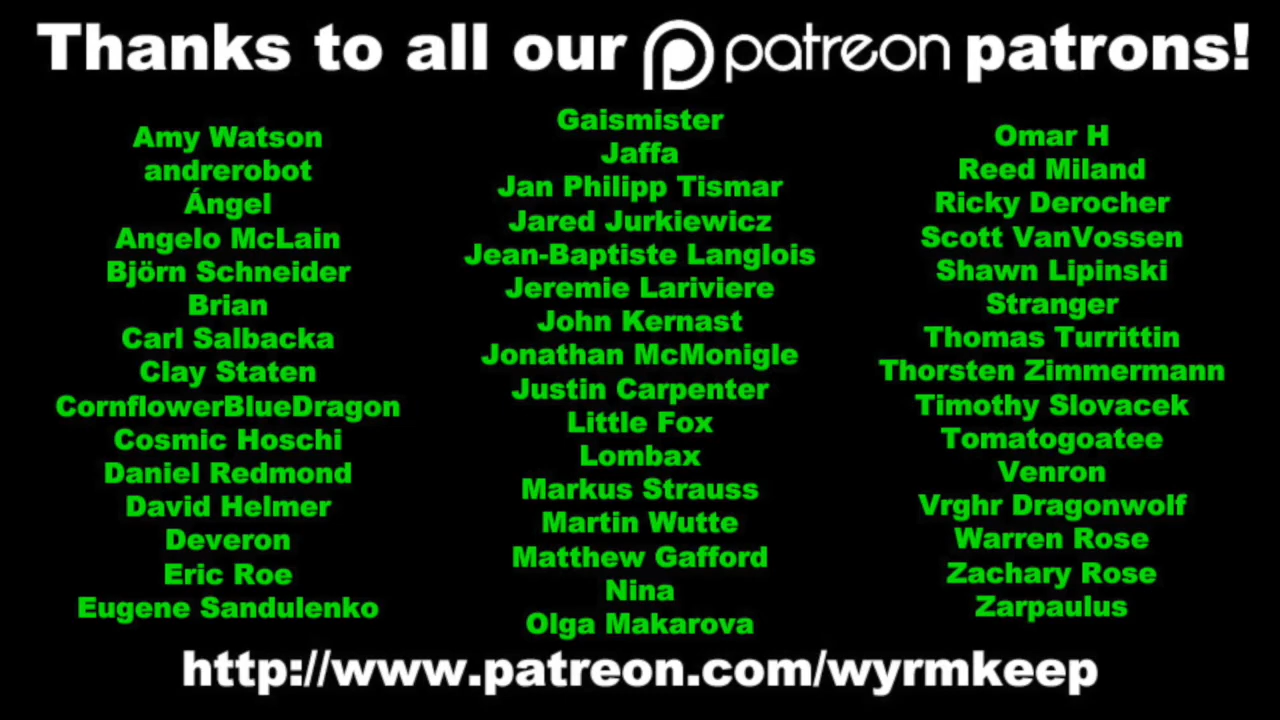 Thanks to all our patreon patrons!
Amy Watson
andrerobot
Ángel
Angelo McLain
Björn Schneider
Brian
Carl Salbacka
Clay Staten
CornflowerBlueDragon
Cosmic Hoschi
Daniel Redmond
David Helmer
Deveron
Eric Roe
Eugene Sandulenko
Gaismister
Jaffa
Jan Philipp Tismar
Jared Jurkiewicz
Jean-Baptiste Langlois
Jeremie Lariviere
John Kernast
Jonathan McMonigle
Justin Carpenter
Little Fox
Lombax
Markus Strauss
Martin Wutte
Matthew Gafford
Nina
Olga Makarova
Omar H
Reed Miland
Ricky Derocher
Scott VanVossen
Shawn Lipinski
Stranger
Thomas Turrittin
Thorsten Zimmermann
Timothy Slovacek
Tomatogoatee
Venron
Vrghr Dragonwolf
Warren Rose
Zachary Rose
Zarpaulus
http://www.patreon.com/wyrmkeep